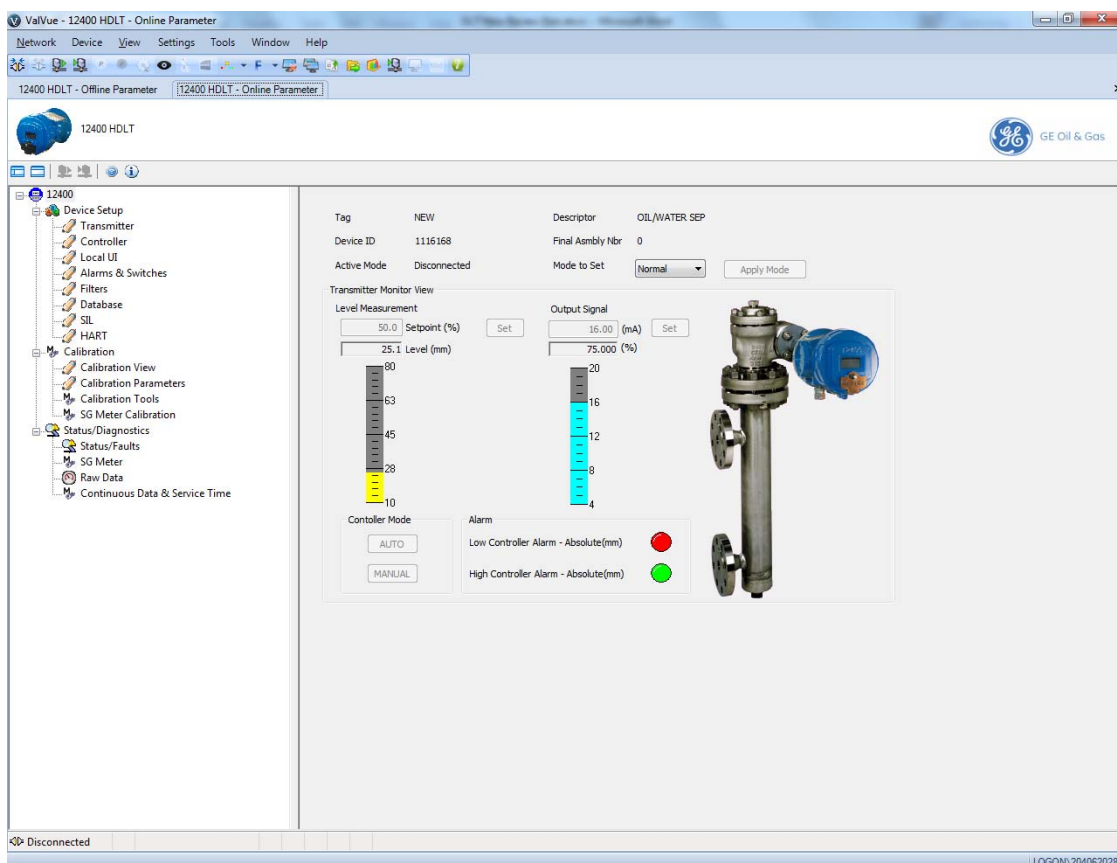 ValVue - 12400 HDLT - Online Parameter
Network Device View Settings Tools Window Help
F
12400 HDLT - Offline Parameter 12400 HDLT - Online Parameter
12400 HDLT
GE Oil & Gas
12400
Device Setup
Transmitter
Controller
Local UI
Alarms & Switches
Filters
Database
SIL
HART
Calibration
Calibration View
Calibration Parameters
Calibration Tools
SG Meter Calibration
Status/Diagnostics
Status/Faults
SG Meter
Raw Data
Continuous Data & Service Time
Tag NEW Descriptor OIL/WATER SEP
Device ID 1116168 Final Asmbly Nbr 0
Active Mode Disconnected Mode to Set Normal Apply Mode
Transmitter Monitor View
Level Measurement Output Signal
50.0 Setpoint (%) Set 16.00 (mA) Set
25.1 Level (mm) 75.000 (%)
80 20
63 16
45 12
28 8
10 4
Contoller Mode Alarm
AUTO Low Controller Alarm - Absolute(mm)
MANUAL High Controller Alarm - Absolute(mm)
Disconnected